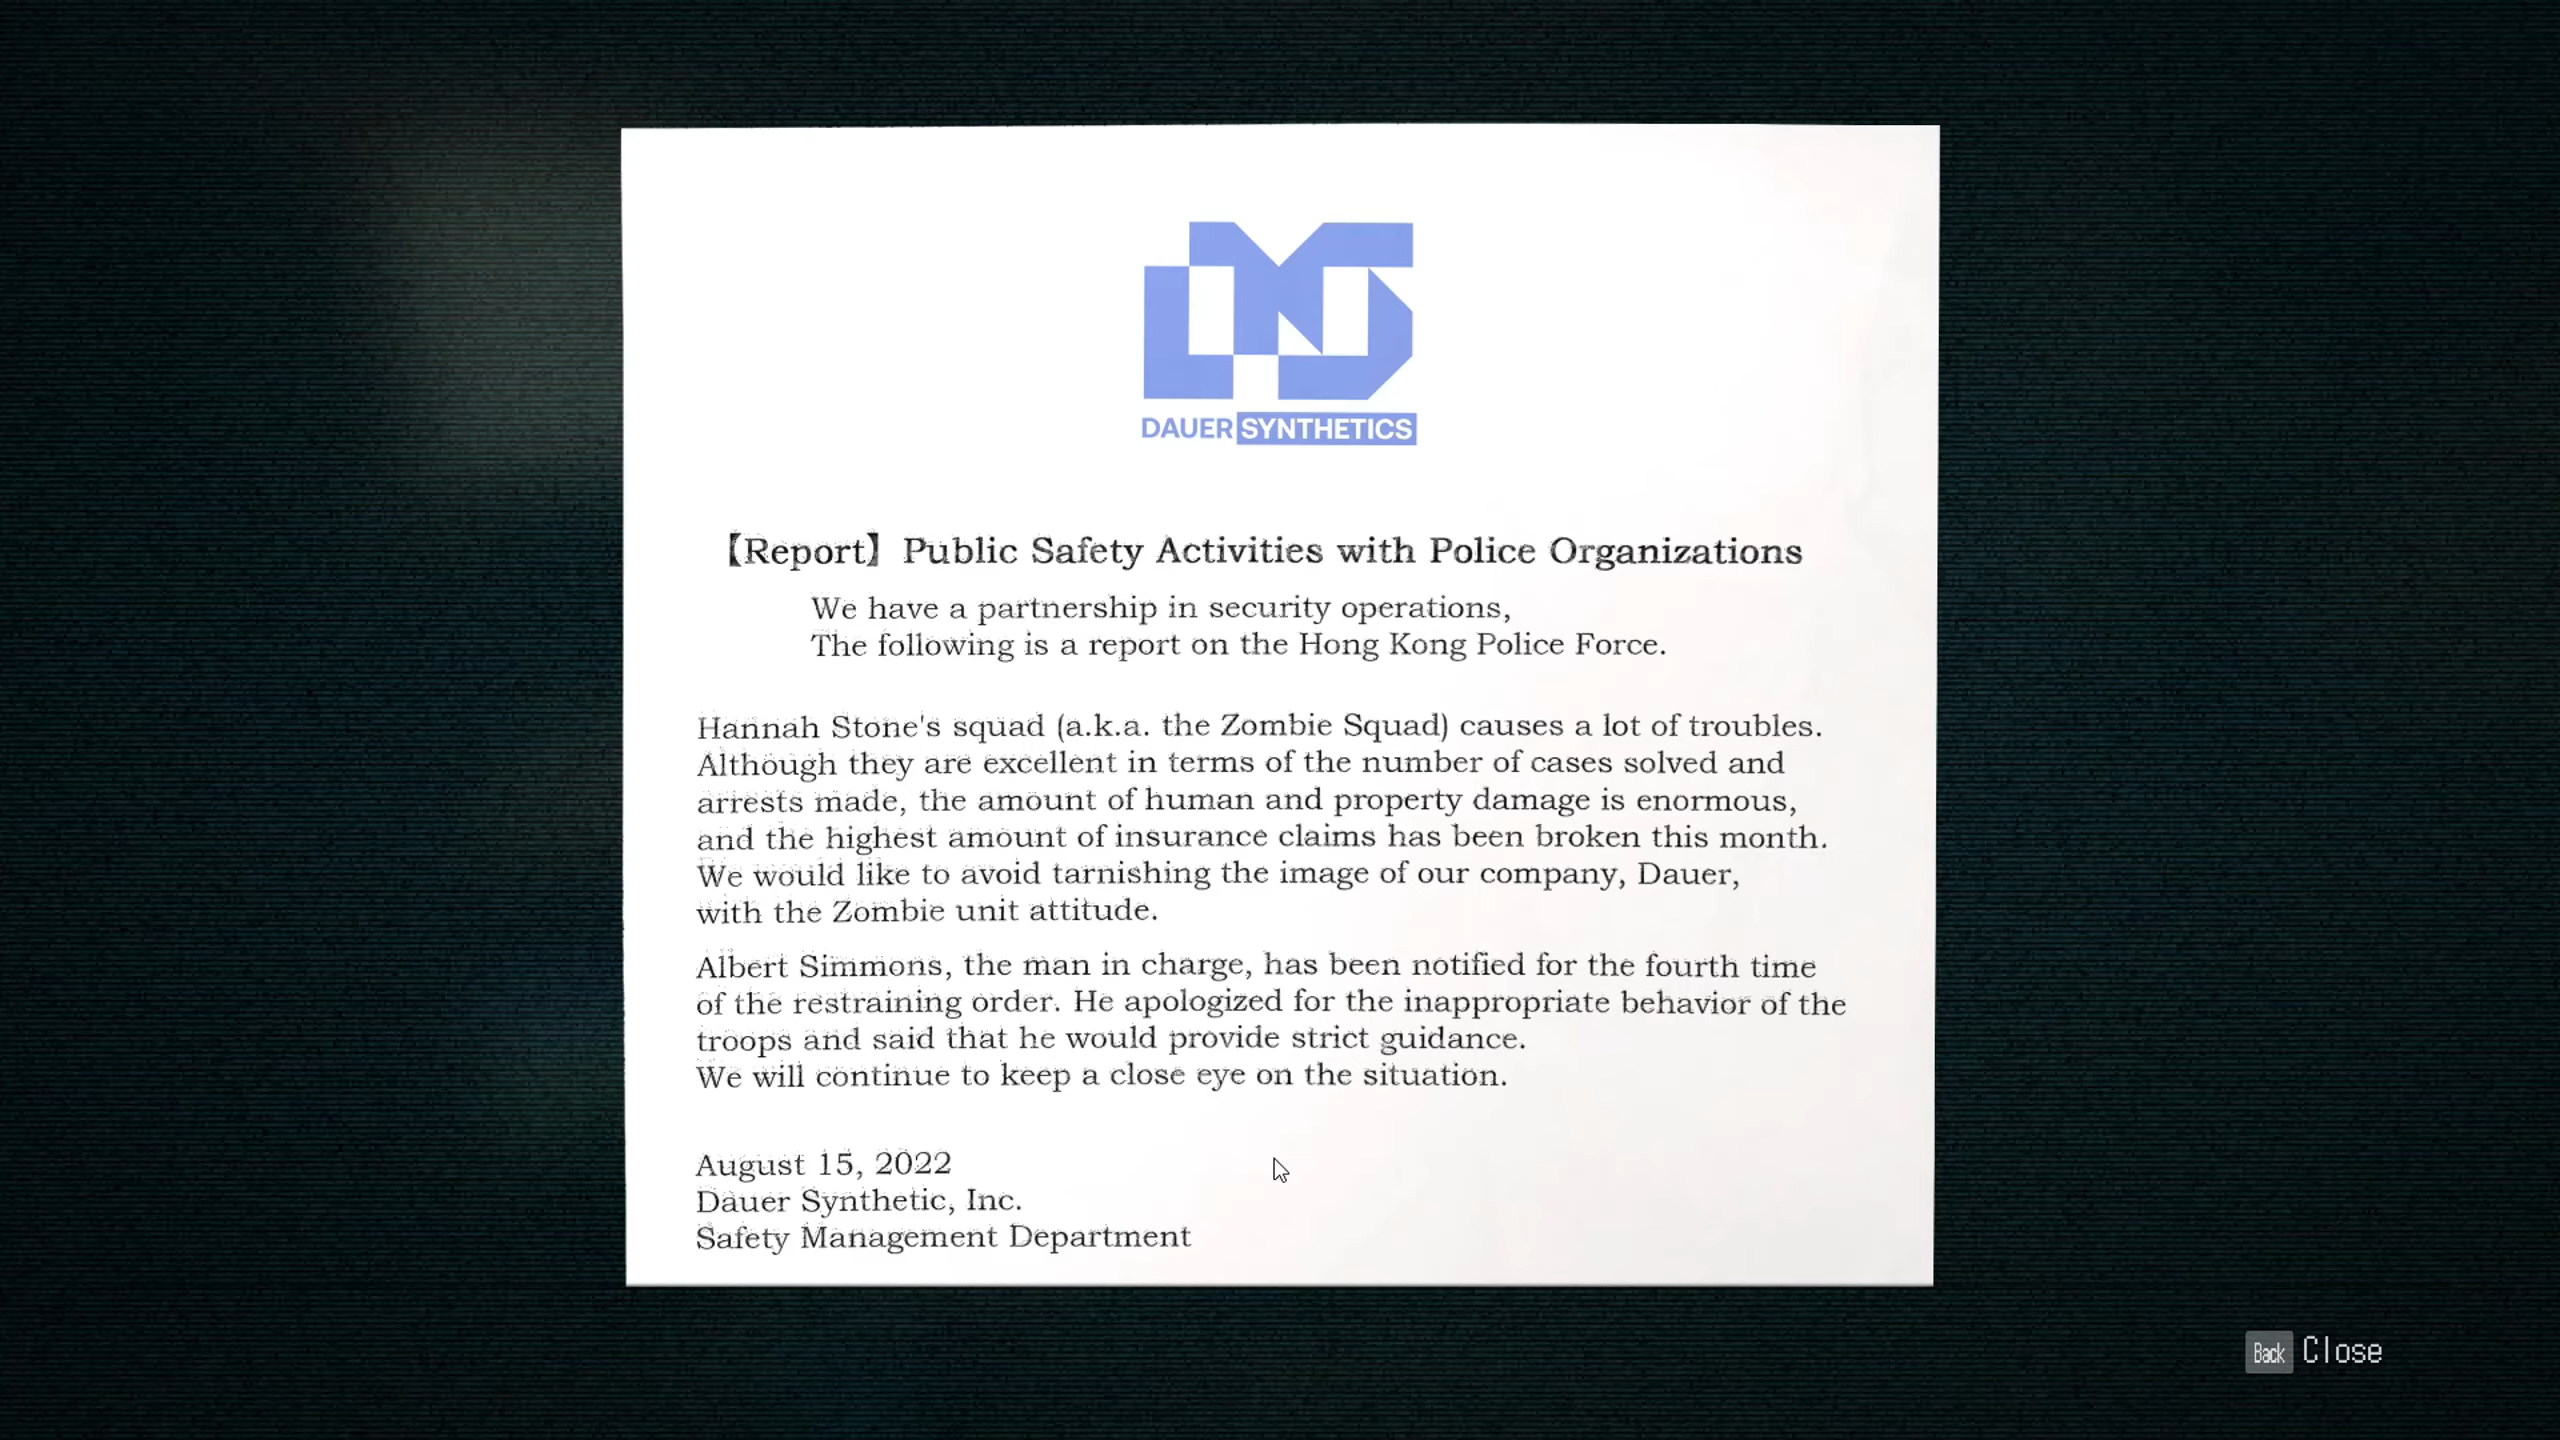 DAUER SYNTHETICS
【Report】 Public Safety Activities with Police Organizations
We have a partnership in security operations,
The following is a report on the Hong Kong Police Force.
Hannah Stone's squad (a.k.a. the Zombie Squad) causes a lot of troubles.
Although they are excellent in terms of the number of cases solved and
arrests made, the amount of human and property damage is enormous,
and the highest amount of insurance claims has been broken this month.
We would like to avoid tarnishing the image of our company, Dauer,
with the Zombie unit attitude.
Albert Simmons, the man in charge, has been notified for the fourth time
of the restraining order. He apologized for the inappropriate behavior of the
troops and said that he would provide strict guidance.
We will continue to keep a close eye on the situation.
August 15, 2022
Dauer Synthetic, Inc.
Safety Management Department
Back Close